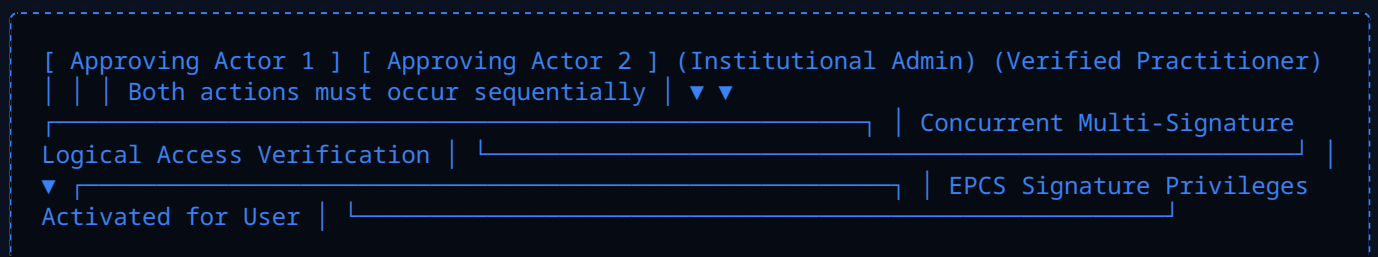 [ Approving Actor 1 ] [ Approving Actor 2 ] (Institutional Admin) (Verified Practitioner)
│ │ │ Both actions must occur sequentially │ ▼ ▼
┌───────────────────────────────────────────────────────┐ │ Concurrent Multi-Signature
Logical Access Verification │ └───────────────────────────────────────────────────────┘ │
▼ ┌───────────────────────────────────────────────────────┐ │ EPCS Signature Privileges
Activated for User │ └───────────────────────────────────────────────────────┘